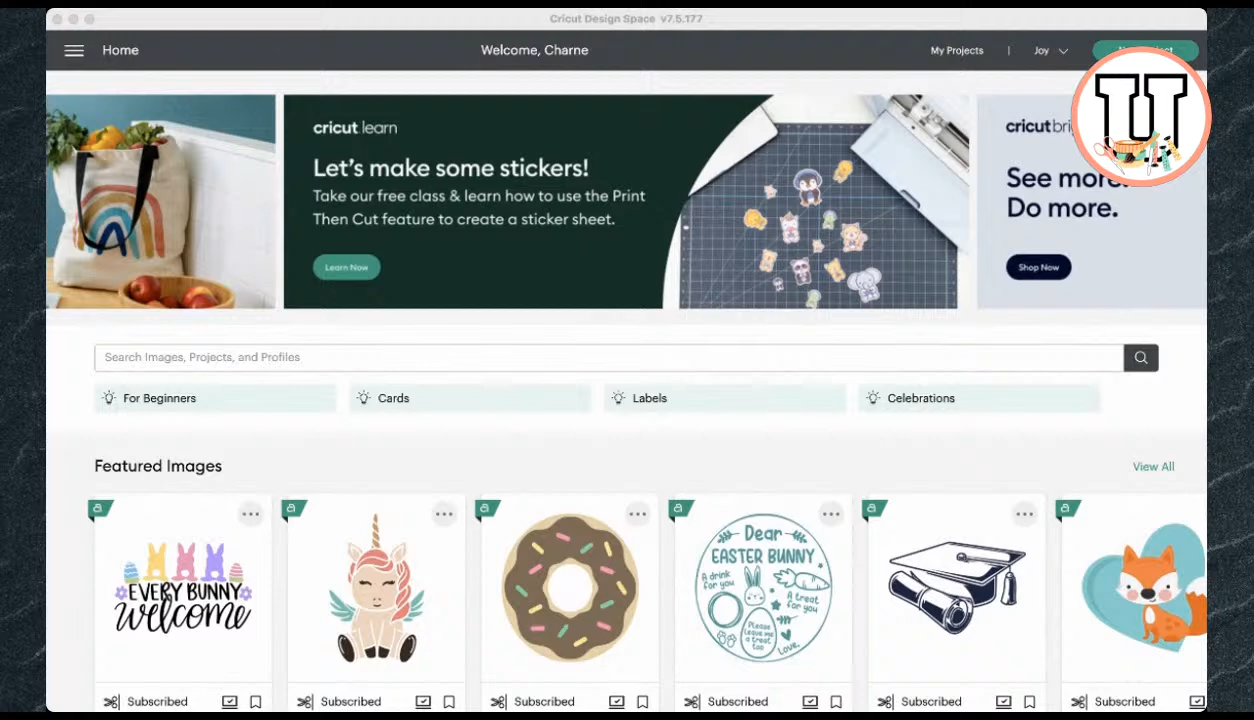 Cricut Design Space v7.5.177
Home
Welcome, Charne
My Projects
|
Joy
cricut learn
Let's make some stickers!
Take our free class & learn how to use the Print
Then Cut feature to create a sticker sheet.
Learn Now
See more.
Do more.
Shop Now
U
Search Images, Projects, and Profiles
For Beginners
Cards
Labels
Celebrations
Featured Images
View All
EVERY BUNNY
welcome
Dear
EASTER BUNNY
A drink
for you
A treat
for you
Please
leave me
a treat
too
Love,
Subscribed
Subscribed
Subscribed
Subscribed
Subscribed
Subscribed